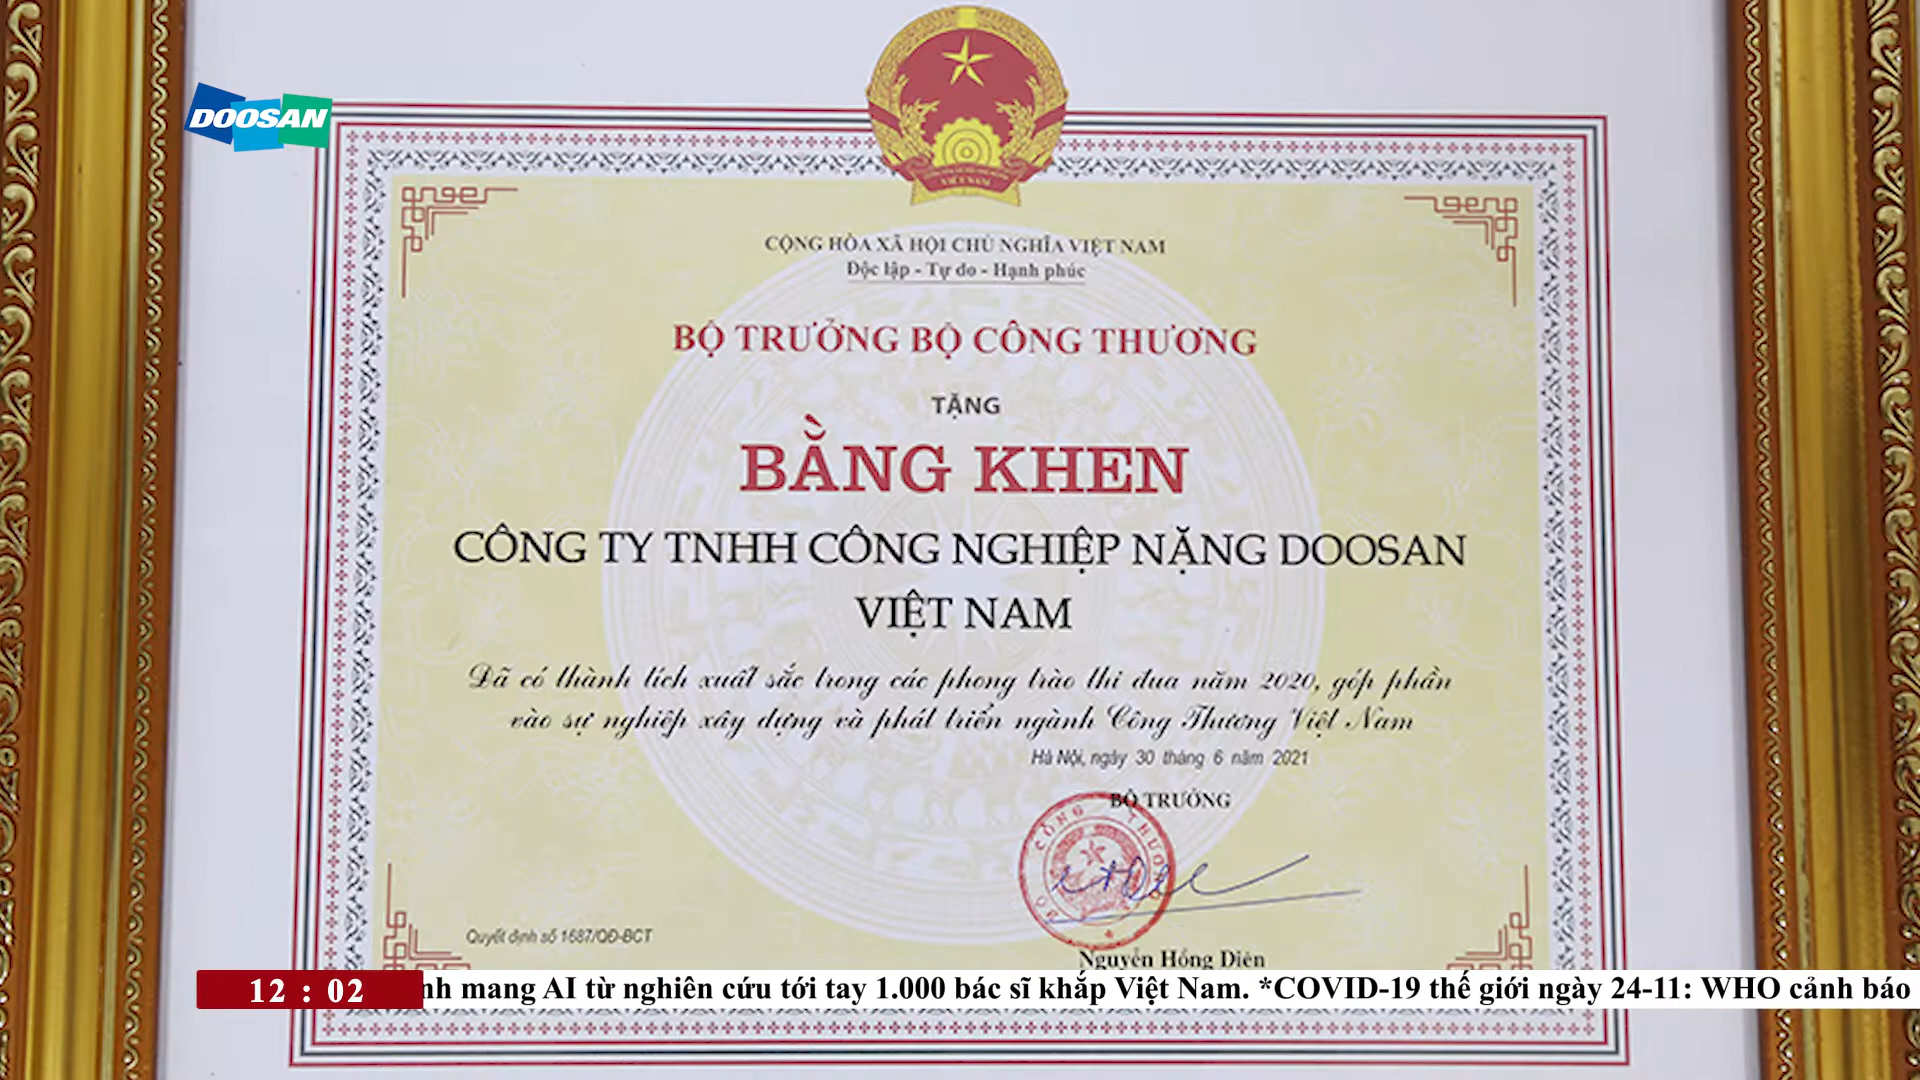 DOOSAN
VIỆT NAM
CỘNG HÒA XÃ HỘI CHỦ NGHĨA VIỆT NAM
Độc lập - Tự do - Hạnh phúc
BỘ TRƯỞNG BỘ CÔNG THƯƠNG
TẶNG
BẰNG KHEN
CÔNG TY TNHH CÔNG NGHIỆP NẶNG DOOSAN
VIỆT NAM
Đã có thành tích xuất sắc trong các phong trào thi đua năm 2020, góp phần
vào sự nghiệp xây dựng và phát triển ngành Công Thương Việt Nam
Hà Nội, ngày 30 tháng 6 năm 2021
BỘ TRƯỞNG
BỘ CÔNG THƯƠNG
Quyết định số 1687/QĐ-BCT
Nguyễn Hồng Diên
12 : 02
mang AI từ nghiên cứu tới tay 1.000 bác sĩ khắp Việt Nam. *COVID-19 thế giới ngày 24-11: WHO cảnh báo